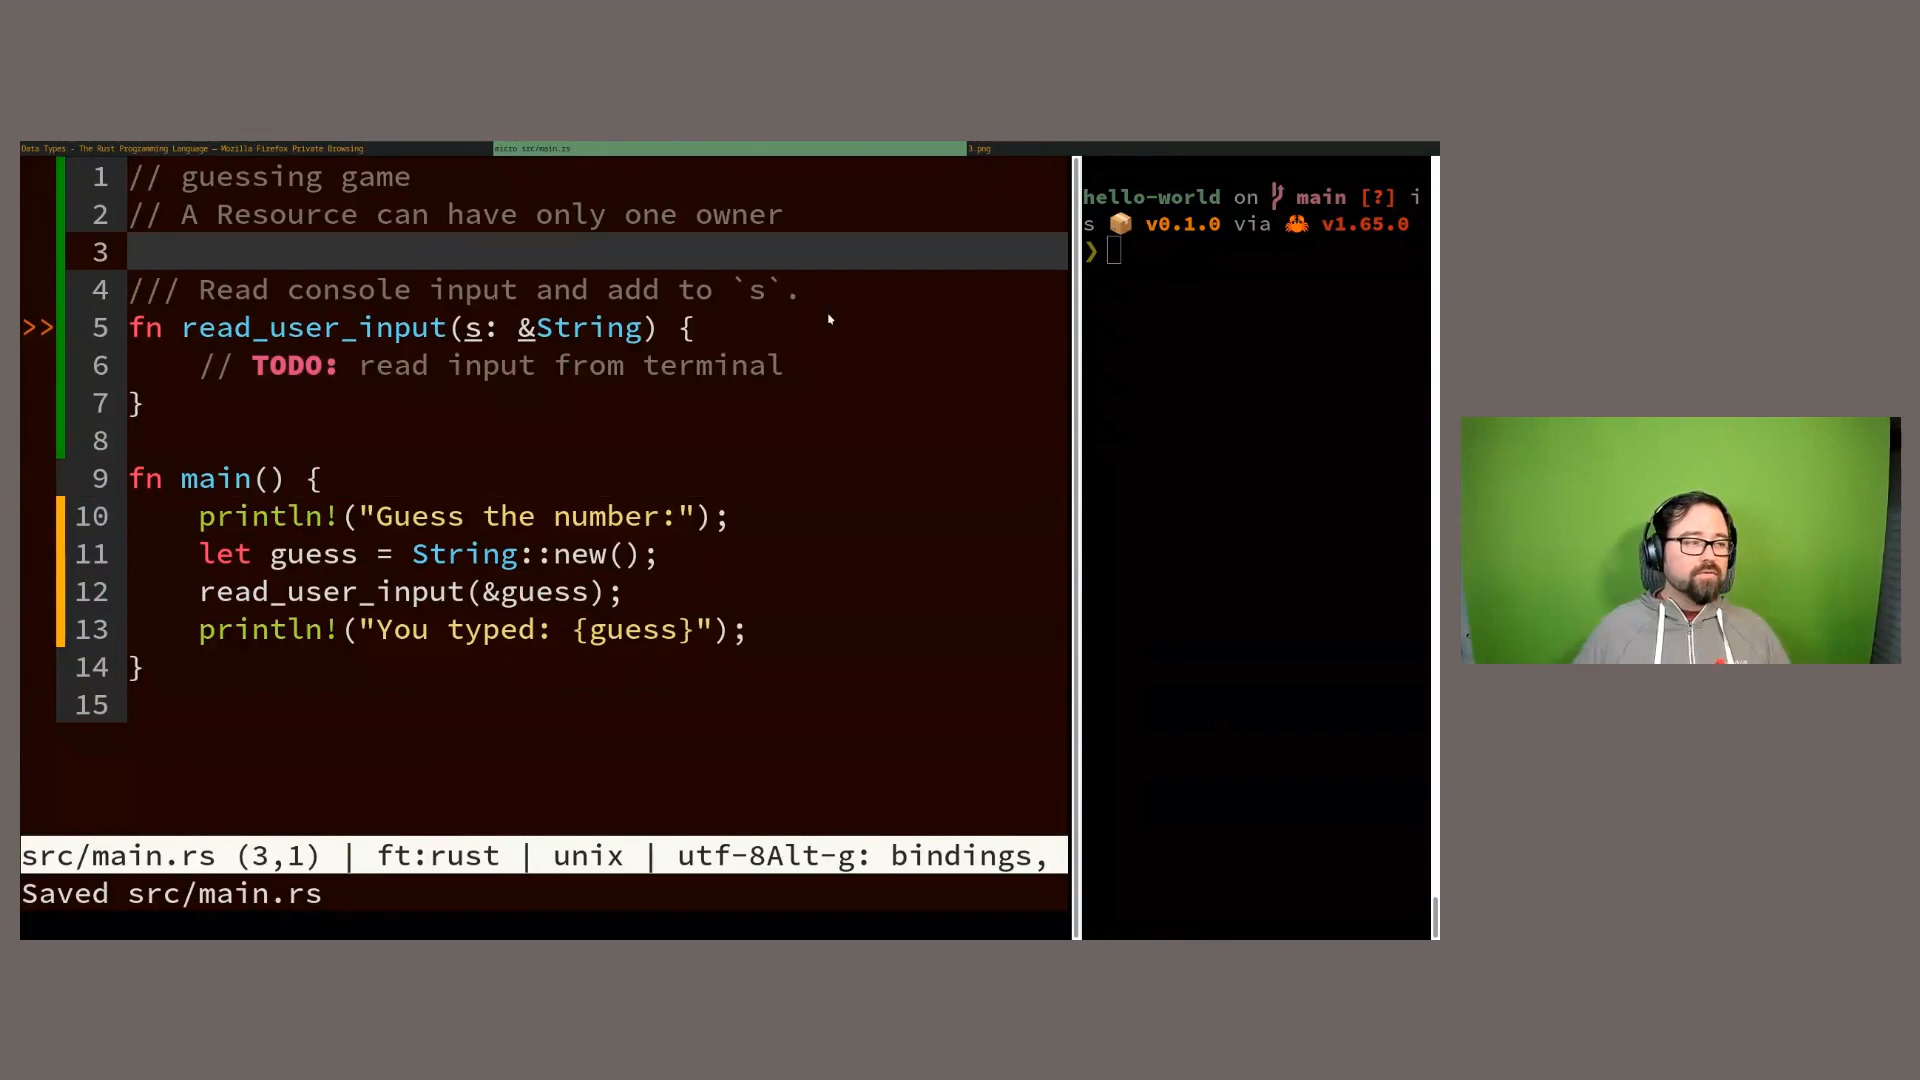 Data Types - The Rust Programming Language — Mozilla Firefox Private Browsing
micro src/main.rs
3.png
1 // guessing game
2 // A Resource can have only one owner
3
4 /// Read console input and add to `s`.
>> 5 fn read_user_input(s: &String) {
6 // TODO: read input from terminal
7 }
8
9 fn main() {
10 println!("Guess the number:");
11 let guess = String::new();
12 read_user_input(&guess);
13 println!("You typed: {guess}");
14 }
15
src/main.rs (3,1) | ft:rust | unix | utf-8Alt-g: bindings,
Saved src/main.rs
hello-world on main [?] i
s 📦 v0.1.0 via 🦀 v1.65.0
❯